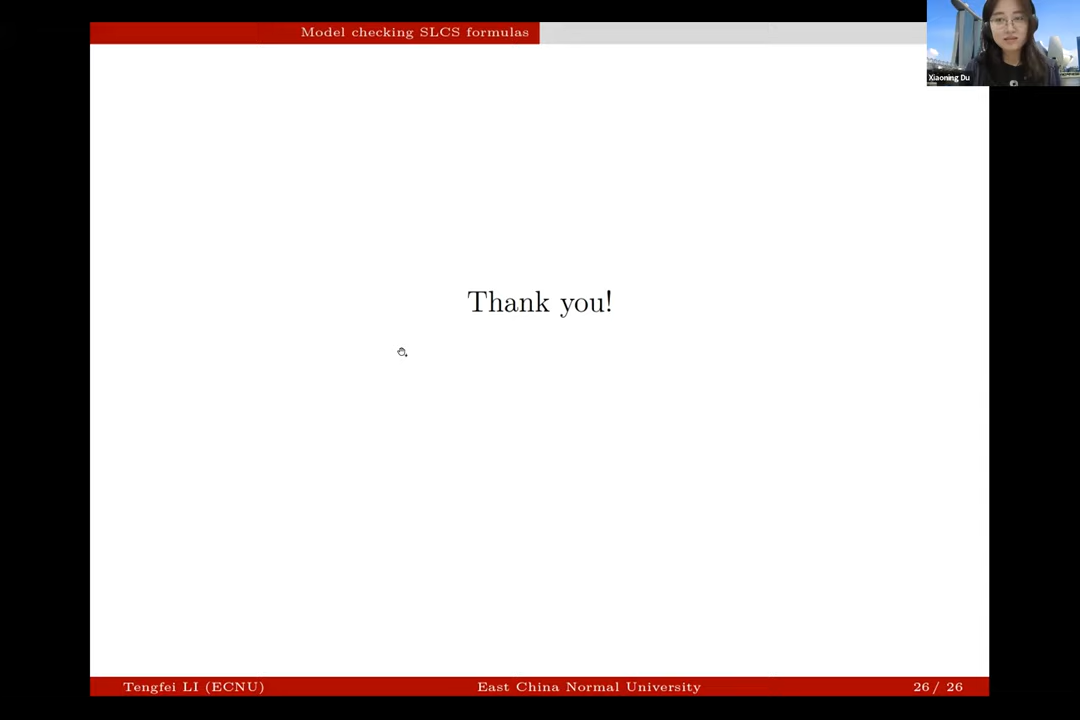 Model checking SLCS formulas
Xiaoning Du
Thank you!
Tengfei LI (ECNU)
East China Normal University
26 / 26